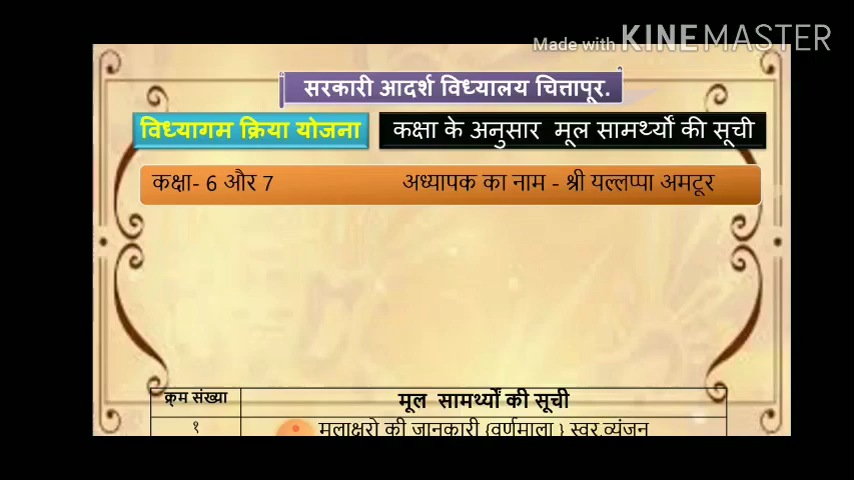 Made with KINEMASTER
सरकारी आदर्श विध्यालय चित्तापूर.
विध्यागम क्रिया योजना कक्षा के अनुसार मूल सामर्थ्यों की सूची
कक्षा- 6 और 7 अध्यापक का नाम - श्री यल्लप्पा अमटूर
क्रम संख्या मूल सामर्थ्यों की सूची
१ मूलाक्षरो की जानकारी {वर्णमाला } स्वर,व्यंजन